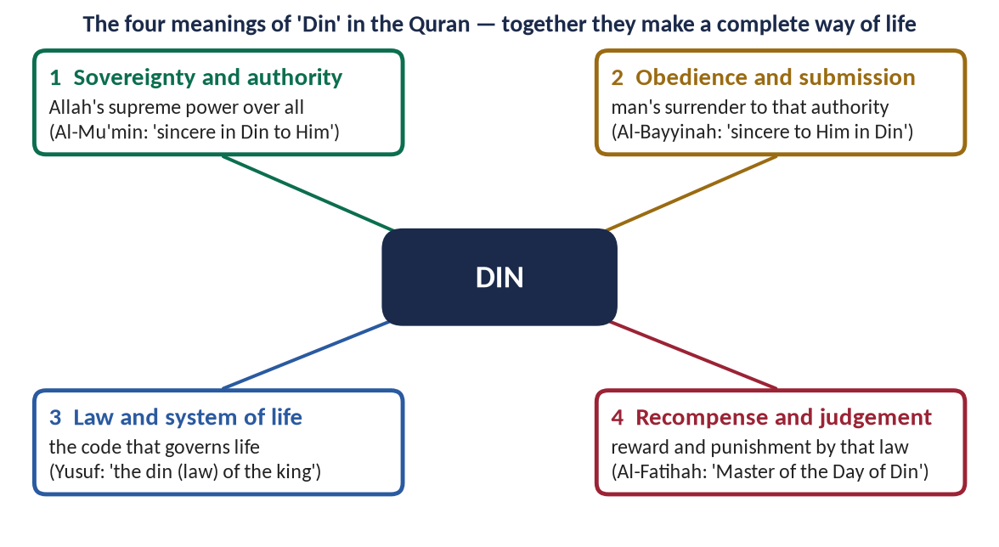 The four meanings of 'Din' in the Quran — together they make a complete way of life
1 Sovereignty and authority
Allah's supreme power over all
(Al-Mu'min: 'sincere in Din to Him')
2 Obedience and submission
man's surrender to that authority
(Al-Bayyinah: 'sincere to Him in Din')
DIN
3 Law and system of life
the code that governs life
(Yusuf: 'the din (law) of the king')
4 Recompense and judgement
reward and punishment by that law
(Al-Fatihah: 'Master of the Day of Din')